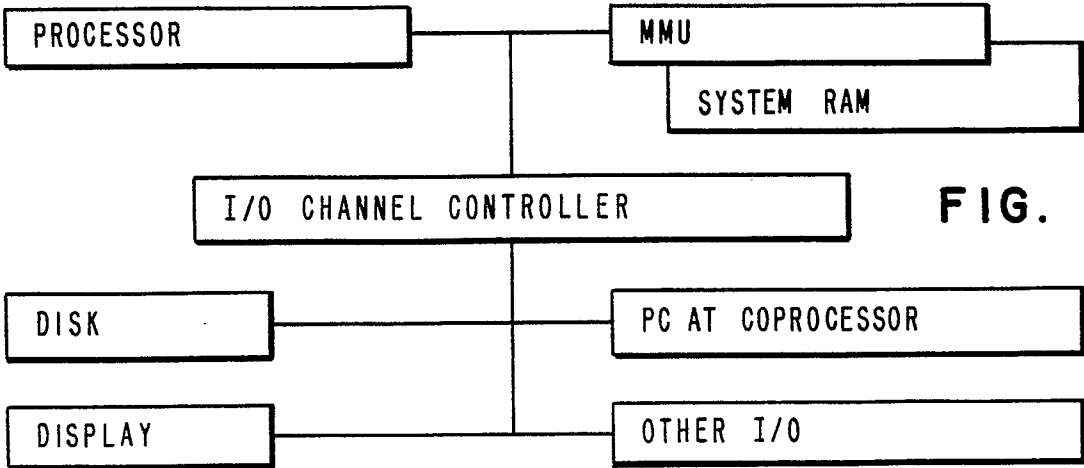 PROCESSOR
MMU
SYSTEM RAM
I/O CHANNEL CONTROLLER
FIG.
DISK
PC AT COPROCESSOR
DISPLAY
OTHER I/O